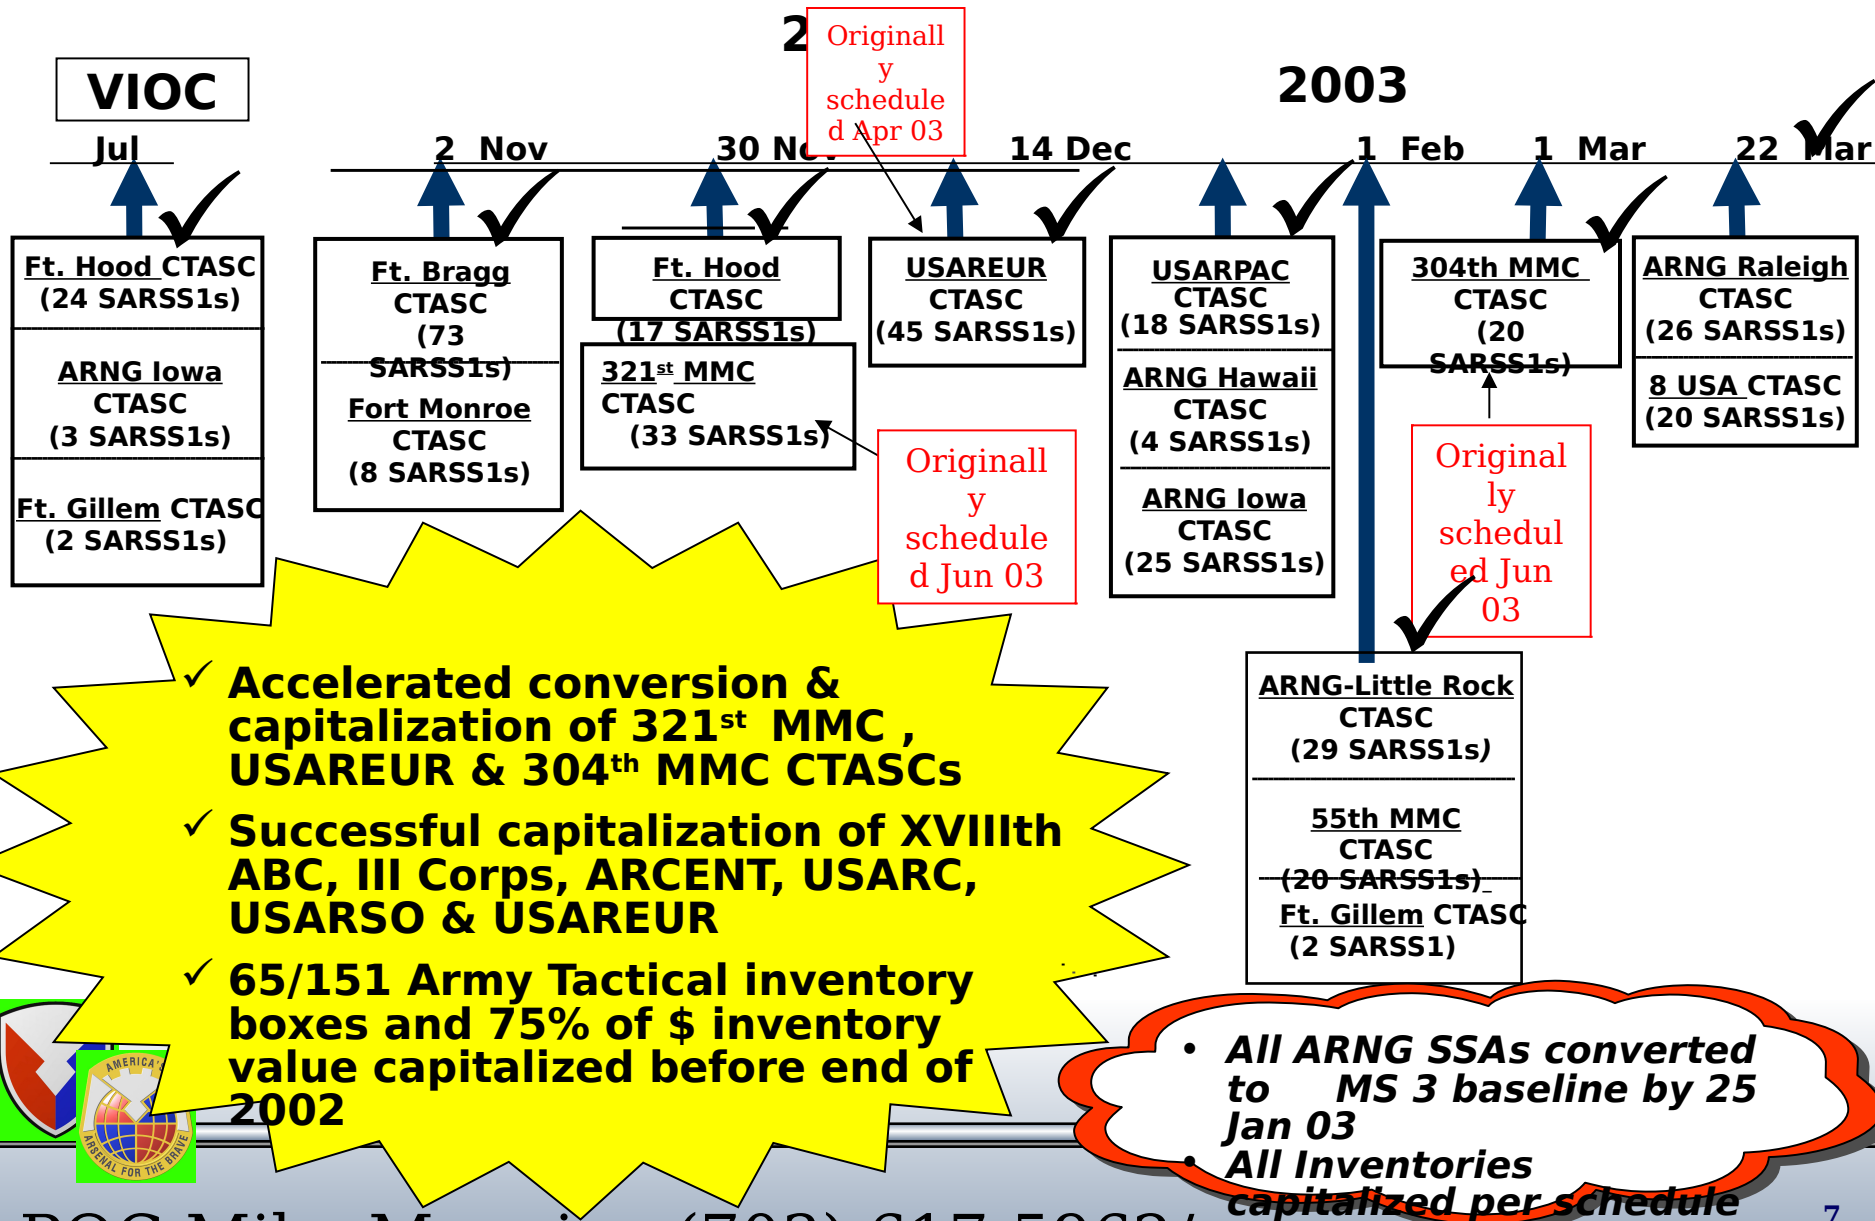 2
Originall
y
schedule
d Apr 03
VIOC
2003
Jul
2 Nov
30 Nov
14 Dec
1 Feb
1 Mar
22 Mar
Ft. Hood CTASC
(24 SARSS1s)
ARNG Iowa
CTASC
(3 SARSS1s)
Ft. Gillem CTASC
(2 SARSS1s)
Ft. Bragg
CTASC
(73
SARSS1s)
Fort Monroe
CTASC
(8 SARSS1s)
Ft. Hood
CTASC
(17 SARSS1s)
321st MMC
CTASC
(33 SARSS1s)
USAREUR
CTASC
(45 SARSS1s)
Originall
y
schedule
d Jun 03
USARPAC
CTASC
(18 SARSS1s)
ARNG Hawaii
CTASC
(4 SARSS1s)
ARNG Iowa
CTASC
(25 SARSS1s)
304th MMC
CTASC
(20
SARSS1s)
Original
ly
schedul
ed Jun
03
ARNG Raleigh
CTASC
(26 SARSS1s)
8 USA CTASC
(20 SARSS1s)
ARNG-Little Rock
CTASC
(29 SARSS1s)
55th MMC
CTASC
(20 SARSS1s)
Ft. Gillem CTASC
(2 SARSS1)
✓ Accelerated conversion &
capitalization of 321st MMC ,
USAREUR & 304th MMC CTASCs
✓ Successful capitalization of XVIIIth
ABC, III Corps, ARCENT, USARC,
USARSO & USAREUR
✓ 65/151 Army Tactical inventory
boxes and 75% of $ inventory
value capitalized before end of
2002
• All ARNG SSAs converted
to MS 3 baseline by 25
Jan 03
• All Inventories
capitalized per schedule
AMERICA'S
ARSENAL FOR THE BRAVE
7